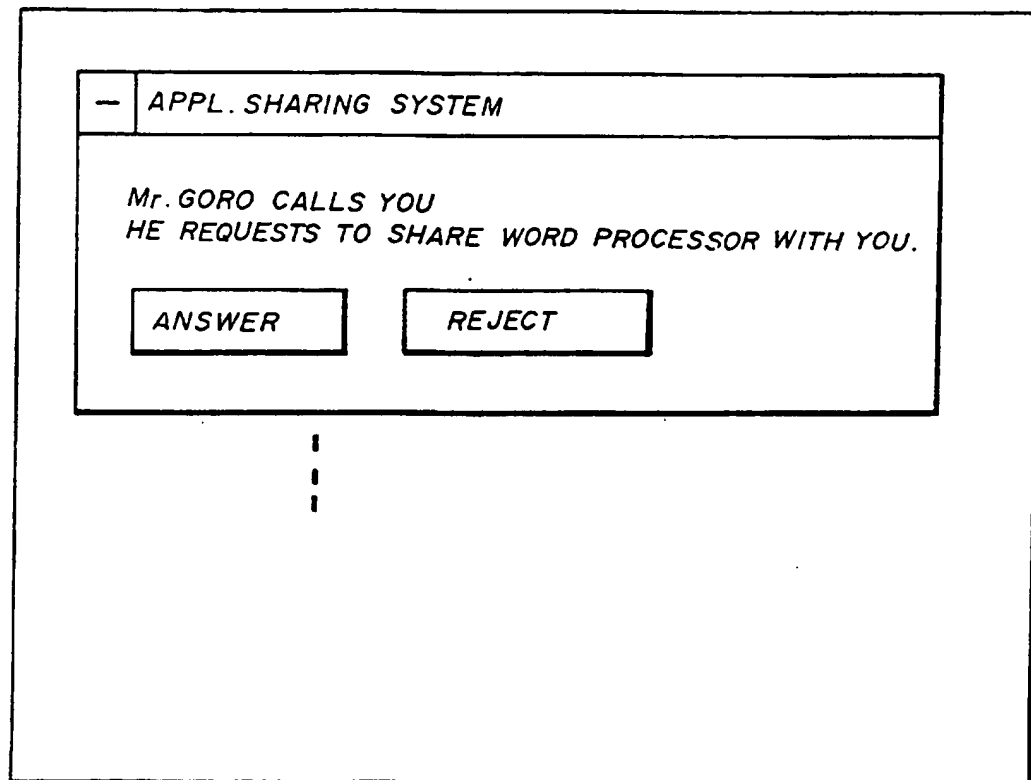 — APPL. SHARING SYSTEM
Mr. GORO CALLS YOU
HE REQUESTS TO SHARE WORD PROCESSOR WITH YOU.
ANSWER REJECT